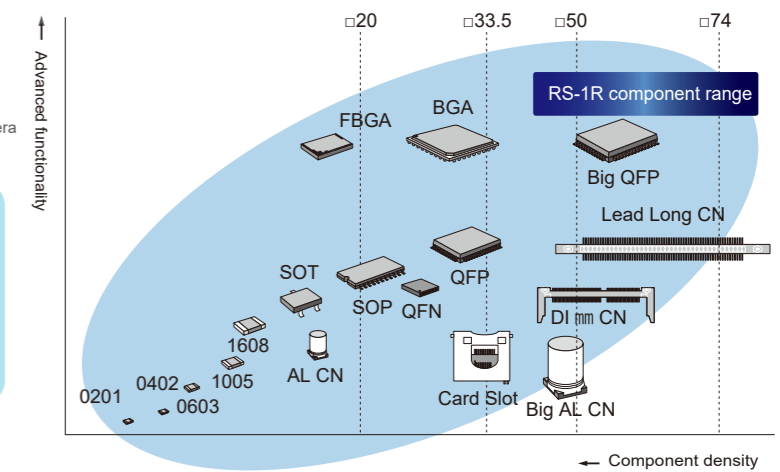 □20
□33.5
□50
□74
Advanced functionality
era
RS-1R component range
FBGA
BGA
Big QFP
Lead Long CN
SOT
SOP
QFN
QFP
DI mm CN
1608
AL CN
1005
0402
0201
0603
Card Slot
Big AL CN
← Component density